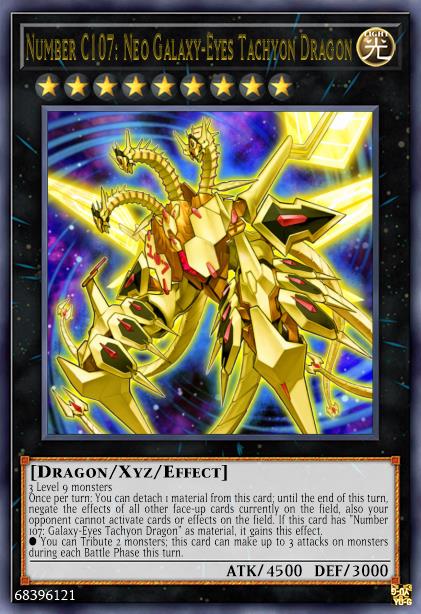 Number C107: Neo Galaxy-Eyes Tachyon Dragon
LIGHT
光
[Dragon/Xyz/Effect]
3 Level 9 monsters
Once per turn: You can detach 1 material from this card; until the end of this turn,
negate the effects of all other face-up cards currently on the field, also your
opponent cannot activate cards or effects on the field. If this card has "Number
107: Galaxy-Eyes Tachyon Dragon" as material, it gains this effect.
● You can Tribute 2 monsters; this card can make up to 3 attacks on monsters
during each Battle Phase this turn.
ATK/4500 DEF/3000
68396121